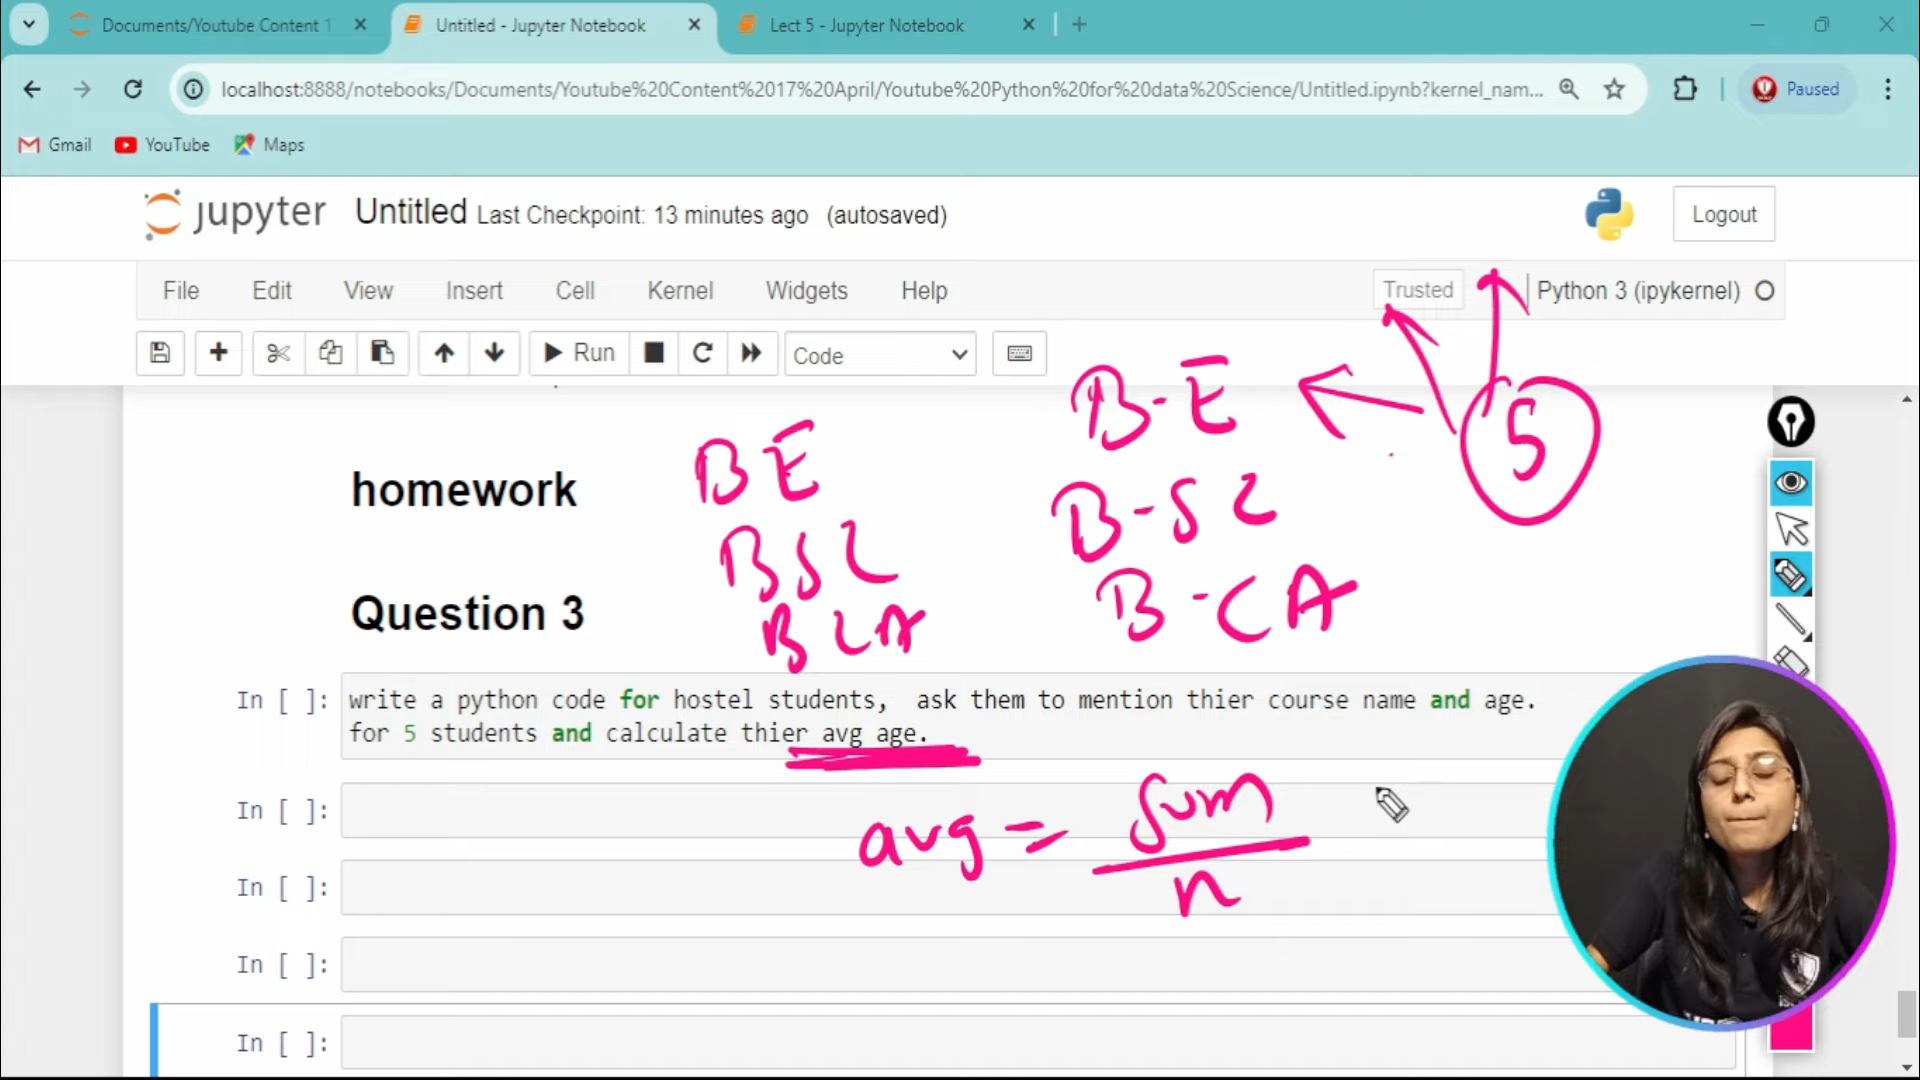 Documents/Youtube Content 1
Untitled - Jupyter Notebook
Lect 5 - Jupyter Notebook
localhost:8888/notebooks/Documents/Youtube%20Content%2017%20April/Youtube%20Python%20for%20data%20Science/Untitled.ipynb?kernel_nam...
Paused
Gmail
YouTube
Maps
jupyter Untitled Last Checkpoint: 13 minutes ago (autosaved)
Logout
File Edit View Insert Cell Kernel Widgets Help
Trusted
Python 3 (ipykernel)
Run
Code
B-E
5
BE
B-SC
homework
BSC
B-CA
BCA
Question 3
In [ ]: write a python code for hostel students, ask them to mention thier course name and age.
for 5 students and calculate thier avg age.
In [ ]:
avg = sum
n
In [ ]:
In [ ]:
In [ ]: